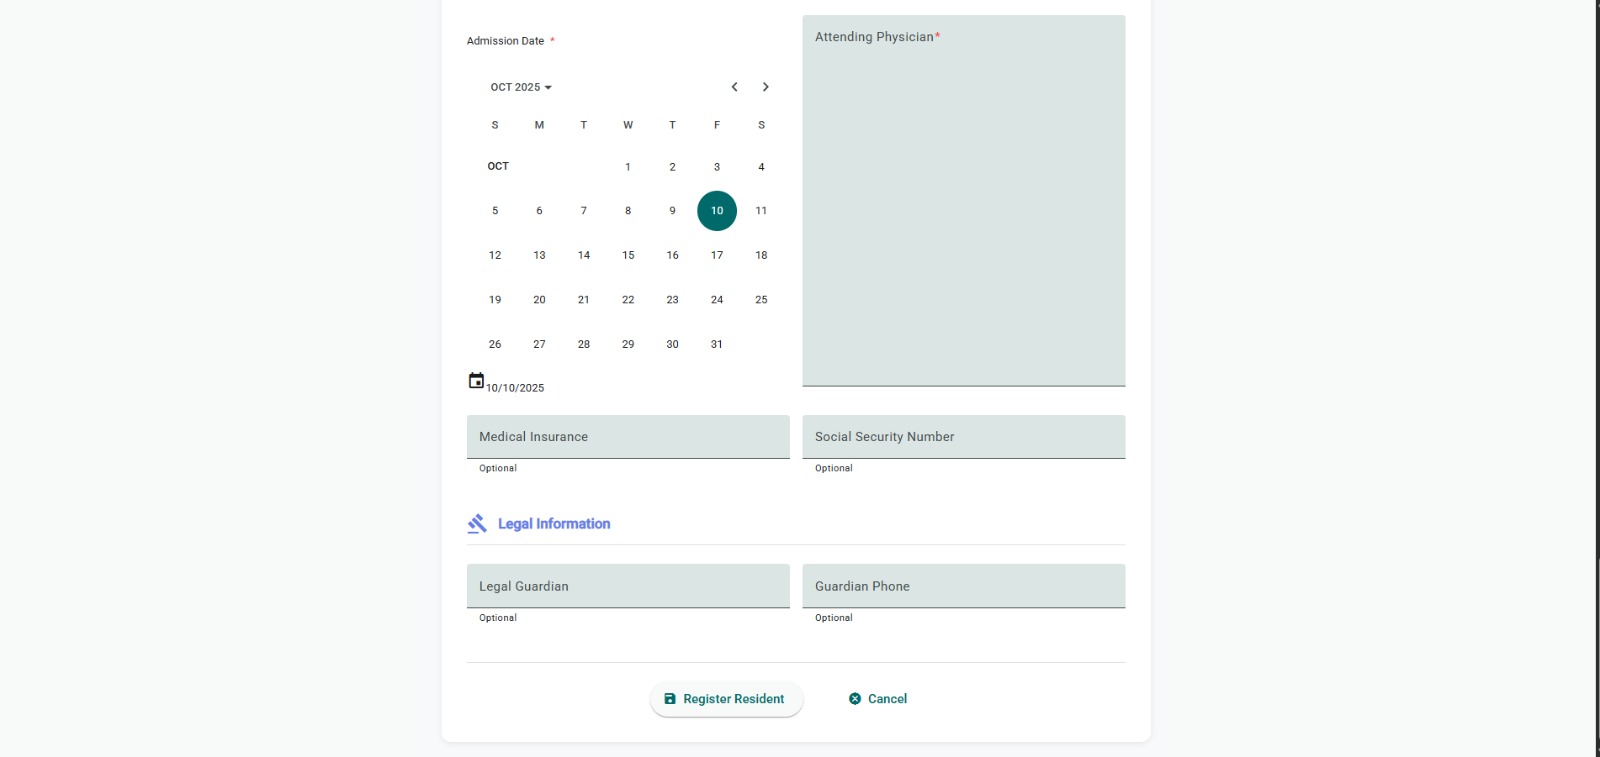 Admission Date *
Attending Physician*
OCT 2025
S M T W T F S
OCT 1 2 3 4
5 6 7 8 9 10 11
12 13 14 15 16 17 18
19 20 21 22 23 24 25
26 27 28 29 30 31
10/10/2025
Medical Insurance
Optional
Social Security Number
Optional
Legal Information
Legal Guardian
Optional
Guardian Phone
Optional
Register Resident
Cancel